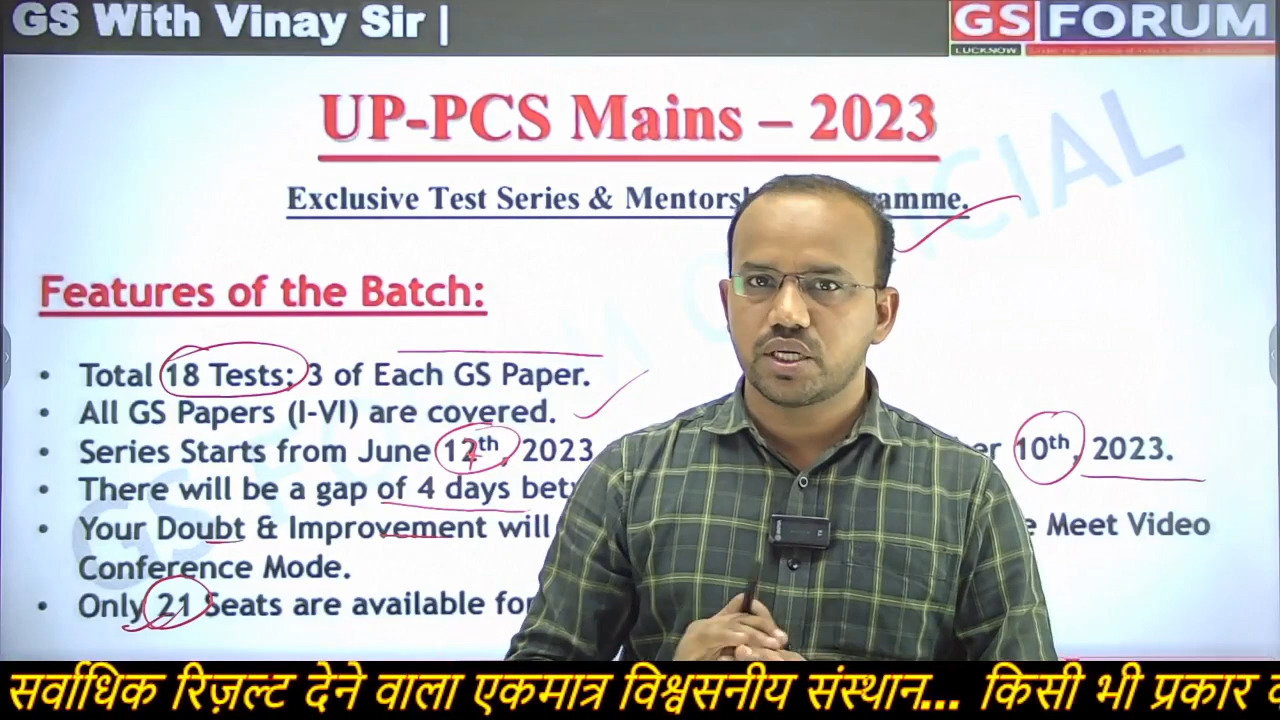 GS With Vinay Sir |
GS FORUM
LUCKNOW
UP-PCS Mains – 2023
Exclusive Test Series &
Features of the Batch:
• Total 18 Tests; 3 of Each GS Paper.
• All GS Papers (I-VI) are covered.
• Series Starts from June 12th, 2023 10th, 2023.
• There will be a gap of 4 days
• Your Doubt & Improvement will Meet Video
Conference Mode.
• Only 21 Seats are available
सर्वाधिक रिज़ल्ट देने वाला एकमात्र विश्वसनीय संस्थान... किसी भी प्रकार